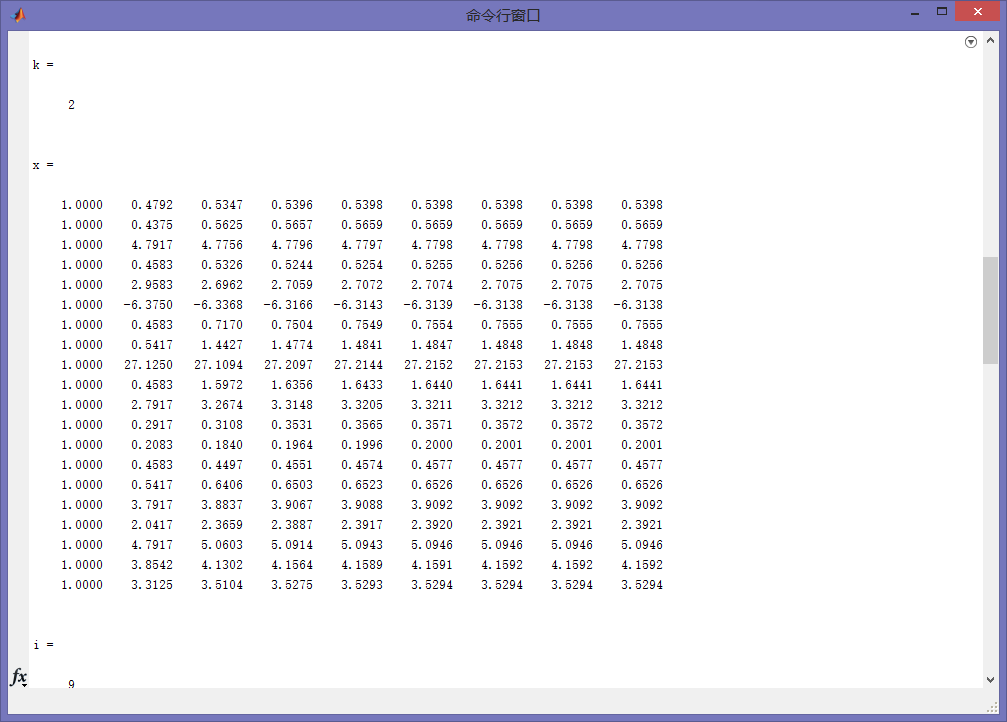 命令行窗口
k =
2
x =
1.0000 0.4792 0.5347 0.5396 0.5398 0.5398 0.5398 0.5398 0.5398
1.0000 0.4375 0.5625 0.5657 0.5659 0.5659 0.5659 0.5659 0.5659
1.0000 4.7917 4.7756 4.7796 4.7797 4.7798 4.7798 4.7798 4.7798
1.0000 0.4583 0.5326 0.5244 0.5254 0.5255 0.5256 0.5256 0.5256
1.0000 2.9583 2.6962 2.7059 2.7072 2.7074 2.7075 2.7075 2.7075
1.0000 -6.3750 -6.3368 -6.3166 -6.3143 -6.3139 -6.3138 -6.3138 -6.3138
1.0000 0.4583 0.7170 0.7504 0.7549 0.7554 0.7555 0.7555 0.7555
1.0000 0.5417 1.4427 1.4774 1.4841 1.4847 1.4848 1.4848 1.4848
1.0000 27.1250 27.1094 27.2097 27.2144 27.2152 27.2153 27.2153 27.2153
1.0000 0.4583 1.5972 1.6356 1.6433 1.6440 1.6441 1.6441 1.6441
1.0000 2.7917 3.2674 3.3148 3.3205 3.3211 3.3212 3.3212 3.3212
1.0000 0.2917 0.3108 0.3531 0.3565 0.3571 0.3572 0.3572 0.3572
1.0000 0.2083 0.1840 0.1964 0.1996 0.2000 0.2001 0.2001 0.2001
1.0000 0.4583 0.4497 0.4551 0.4574 0.4577 0.4577 0.4577 0.4577
1.0000 0.5417 0.6406 0.6503 0.6523 0.6526 0.6526 0.6526 0.6526
1.0000 3.7917 3.8837 3.9067 3.9088 3.9092 3.9092 3.9092 3.9092
1.0000 2.0417 2.3659 2.3887 2.3917 2.3920 2.3921 2.3921 2.3921
1.0000 4.7917 5.0603 5.0914 5.0943 5.0946 5.0946 5.0946 5.0946
1.0000 3.8542 4.1302 4.1564 4.1589 4.1591 4.1592 4.1592 4.1592
1.0000 3.3125 3.5104 3.5275 3.5293 3.5294 3.5294 3.5294 3.5294
i =
fx
9